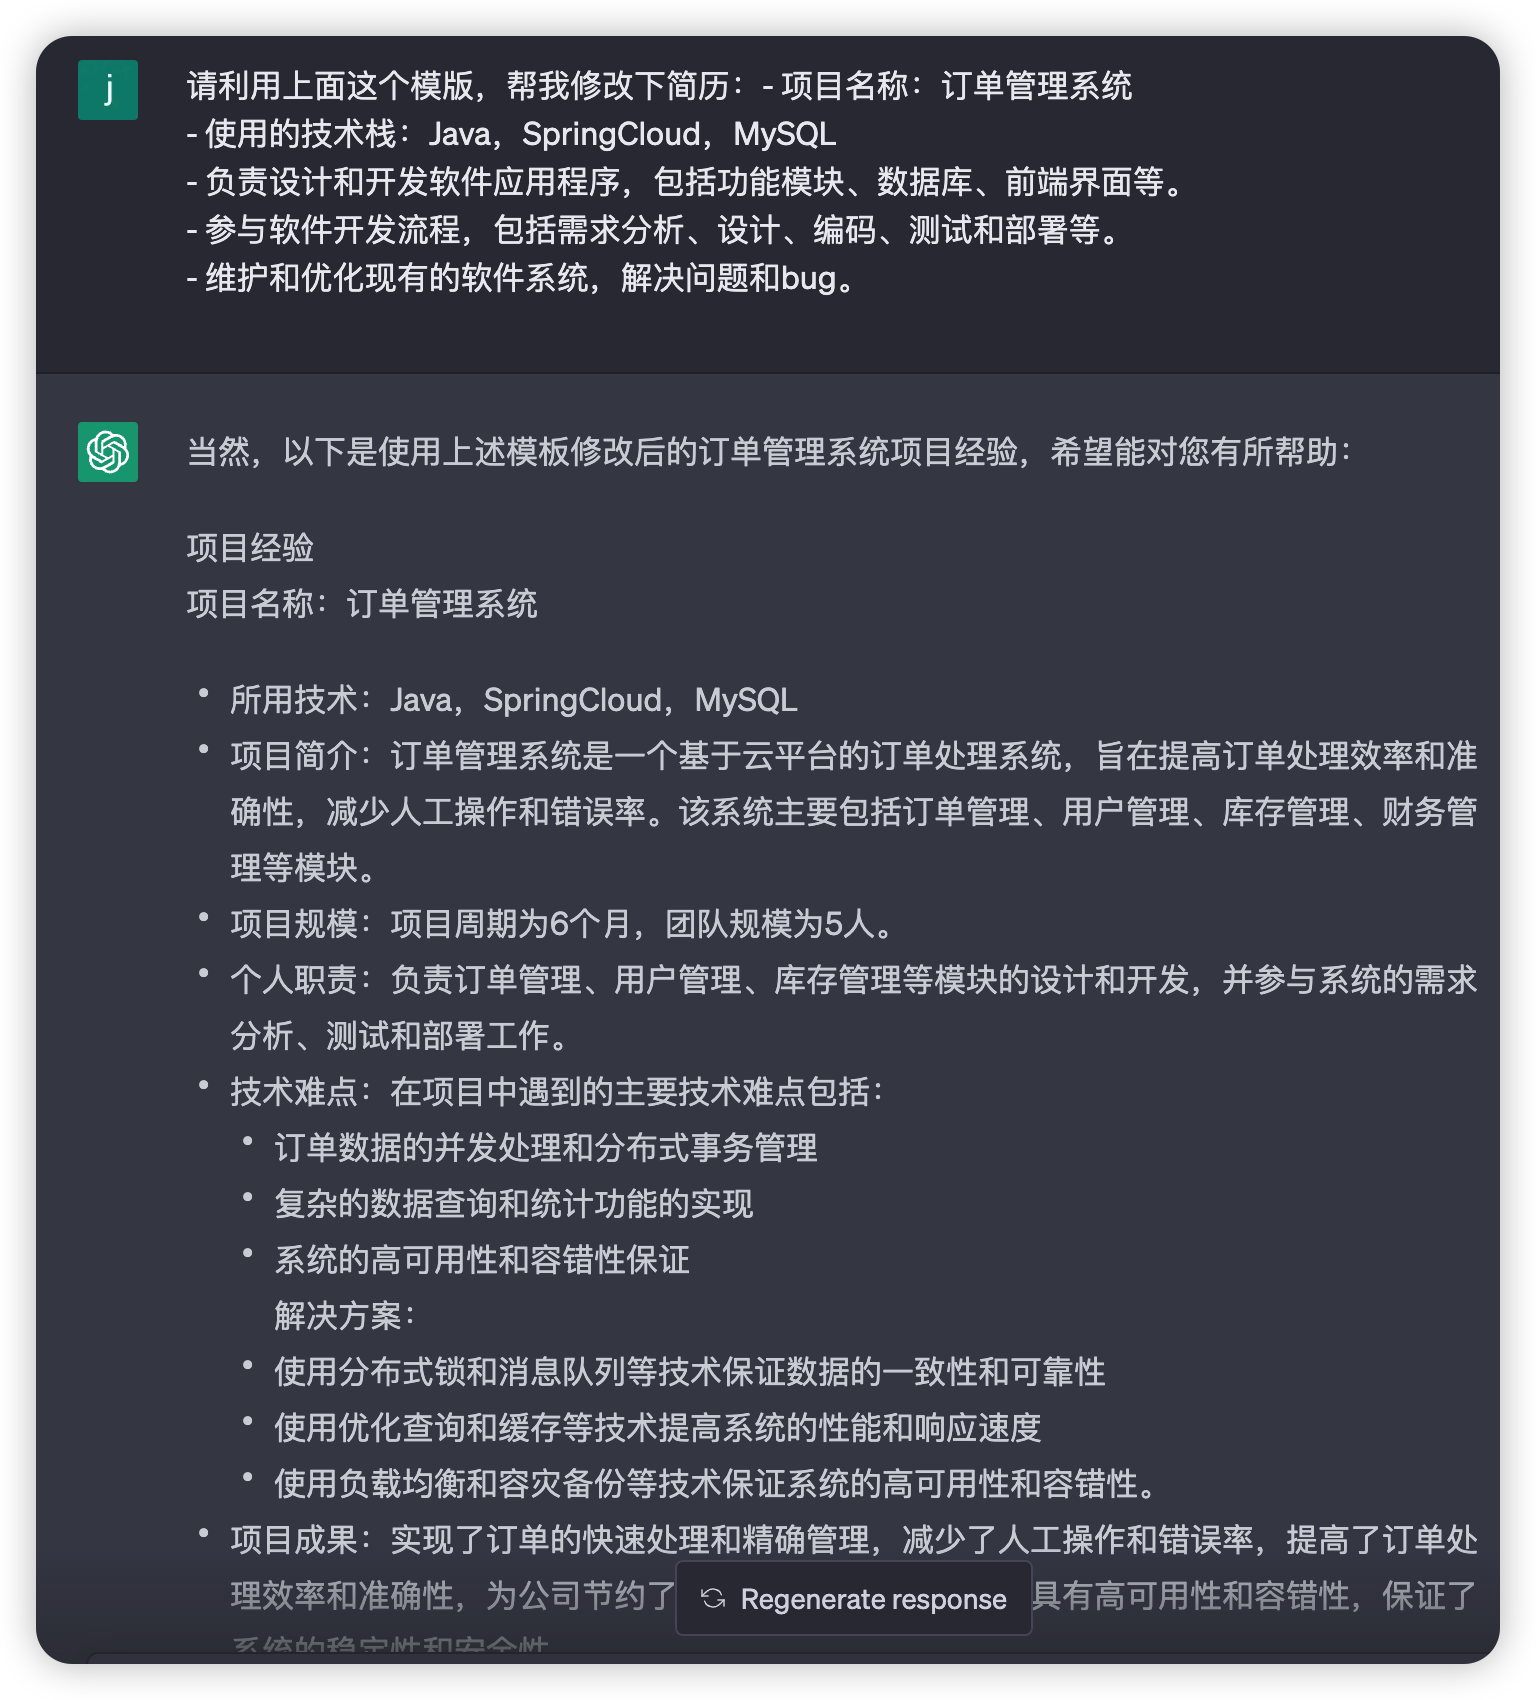 j
请利用上面这个模版，帮我修改下简历：- 项目名称：订单管理系统
- 使用的技术栈：Java，SpringCloud，MySQL
- 负责设计和开发软件应用程序，包括功能模块、数据库、前端界面等。
- 参与软件开发流程，包括需求分析、设计、编码、测试和部署等。
- 维护和优化现有的软件系统，解决问题和bug。
当然，以下是使用上述模板修改后的订单管理系统项目经验，希望能对您有所帮助：
项目经验
项目名称：订单管理系统
• 所用技术：Java，SpringCloud，MySQL
• 项目简介：订单管理系统是一个基于云平台的订单处理系统，旨在提高订单处理效率和准
确性，减少人工操作和错误率。该系统主要包括订单管理、用户管理、库存管理、财务管
理等模块。
• 项目规模：项目周期为6个月，团队规模为5人。
• 个人职责：负责订单管理、用户管理、库存管理等模块的设计和开发，并参与系统的需求
分析、测试和部署工作。
• 技术难点：在项目中遇到的主要技术难点包括：
• 订单数据的并发处理和分布式事务管理
• 复杂的数据查询和统计功能的实现
• 系统的高可用性和容错性保证
解决方案：
• 使用分布式锁和消息队列等技术保证数据的一致性和可靠性
• 使用优化查询和缓存等技术提高系统的性能和响应速度
• 使用负载均衡和容灾备份等技术保证系统的高可用性和容错性。
• 项目成果：实现了订单的快速处理和精确管理，减少了人工操作和错误率，提高了订单处
理效率和准确性，为公司节约了 Regenerate response 具有高可用性和容错性，保证了
系统的稳定性和安全性